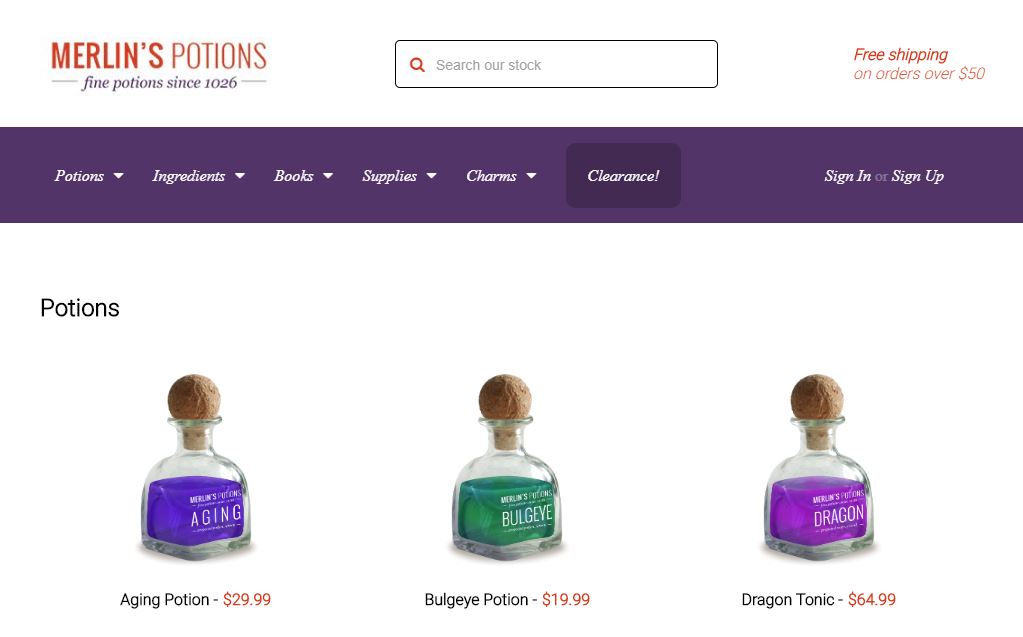 MERLIN'S POTIONS
fine potions since 1026
Search our stock
Free shipping
on orders over $50
Potions Ingredients Books Supplies Charms Clearance! Sign In or Sign Up
Potions
MERLIN'S POTIONS
AGING
MERLIN'S POTIONS
BULGEYE
MERLIN'S POTIONS
DRAGON
Aging Potion - $29.99
Bulgeye Potion - $19.99
Dragon Tonic - $64.99